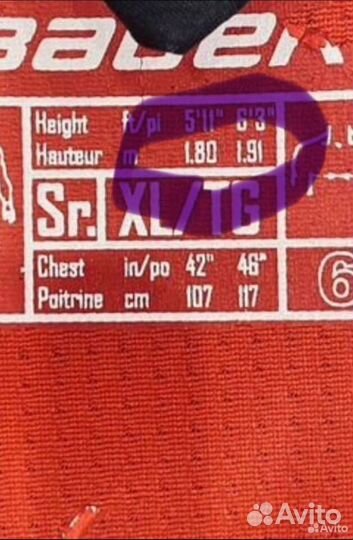 BAUER
Height ft/pi 5'11" 6'3"
Hauteur m 1.80 1.91
Sr. XL/TG
Chest in/po 42" 46"
Poitrine cm 107 117
6
Avito
Avito